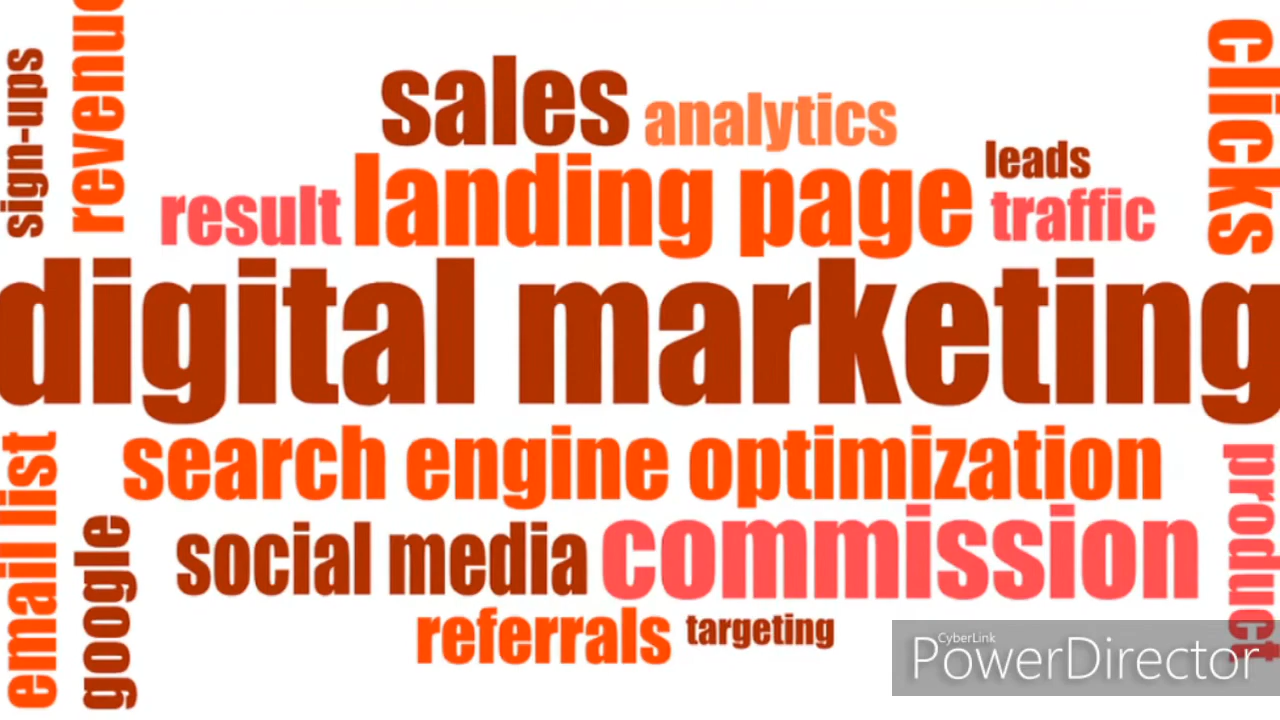 sign-ups
revenue
sales
analytics
clicks
leads
result
landing page
traffic
digital marketing
email list
search engine optimization
product
google
social media
commission
referrals
targeting
CyberLink
PowerDirector